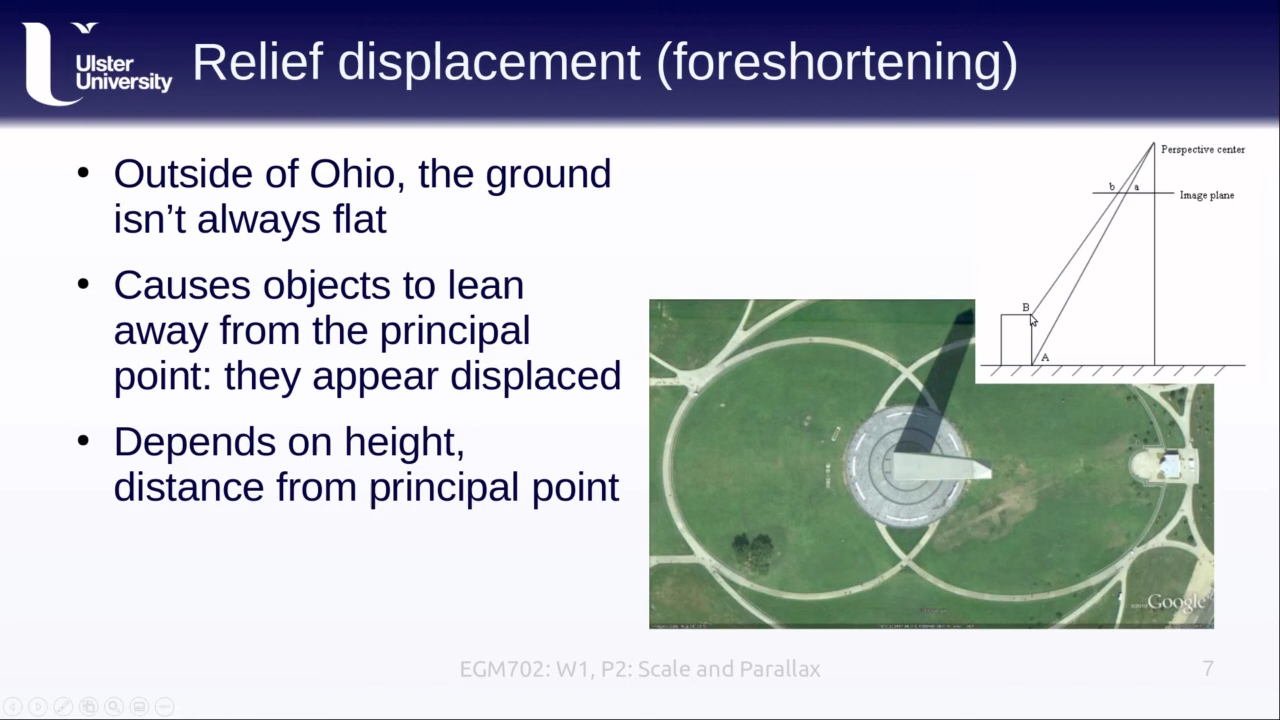 Ulster
University
Relief displacement (foreshortening)
• Outside of Ohio, the ground
isn’t always flat
• Causes objects to lean
away from the principal
point: they appear displaced
• Depends on height,
distance from principal point
Perspective center
b
a
Image plane
B
A
Google
EGM702: W1, P2: Scale and Parallax
7